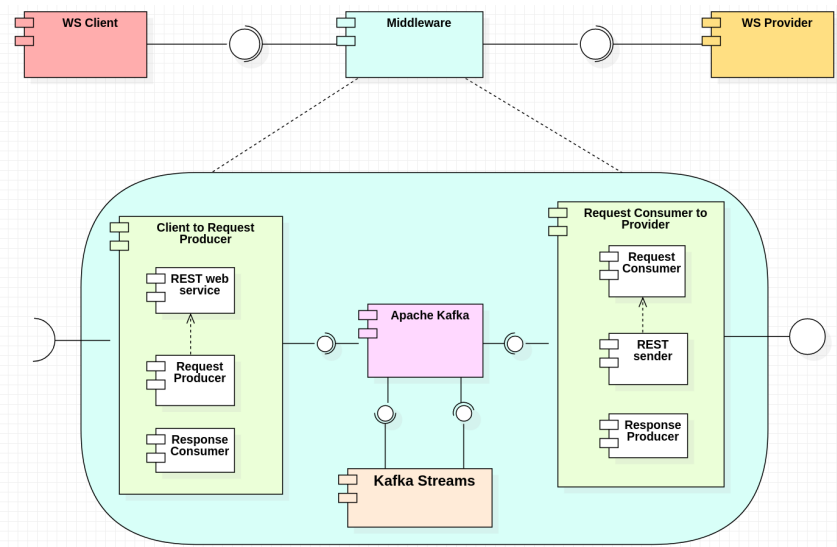 WS Client
Middleware
WS Provider
Client to Request
Producer
REST web
service
Request
Producer
Response
Consumer
Apache Kafka
Kafka Streams
Request Consumer to
Provider
Request
Consumer
REST
sender
Response
Producer